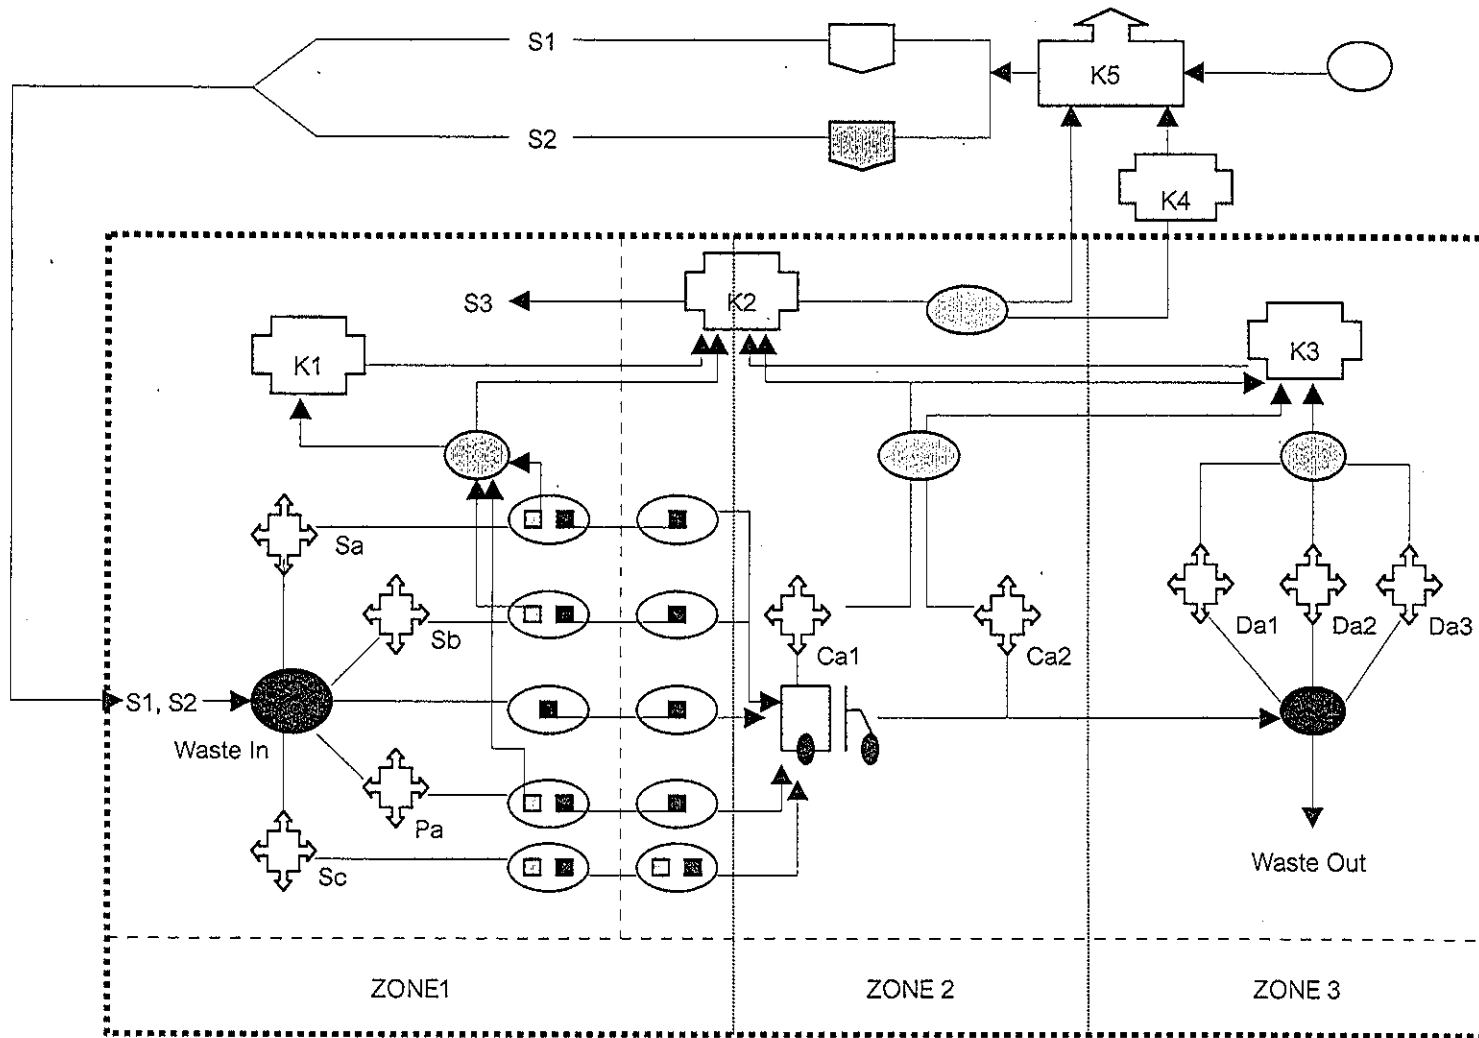 S1
K5
S2
K4
S3
K2
K1
K3
Sa
Sb
Ca1
Ca2
Da1
Da2
Da3
S1, S2
Waste In
Pa
Sc
Waste Out
ZONE1
ZONE 2
ZONE 3